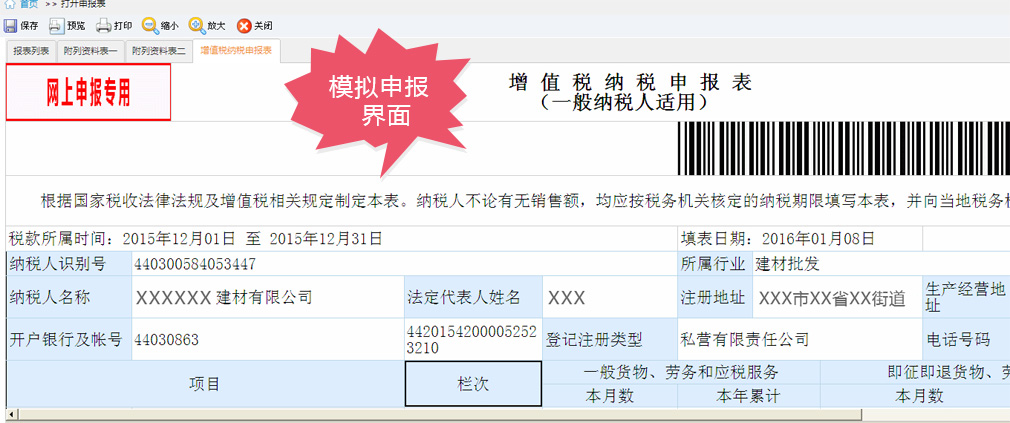 首页 >> 打开申报表
保存 预览 打印 缩小 放大 关闭
报表列表 附列资料表一 附列资料表二 增值税纳税申报表
网上申报专用
模拟申报
界面
增值税纳税申报表
（一般纳税人适用）
根据国家税收法律法规及增值税相关规定制定本表。纳税人不论有无销售额，均应按税务机关核定的纳税期限填写本表，并向当地税务机
税款所属时间：2015年12月01日 至 2015年12月31日 填表日期：2016年01月08日
纳税人识别号 440300584053447 所属行业 建材批发
纳税人名称 XXXXXX 建材有限公司 法定代表人姓名 XXX 注册地址 XXX市XX省XX街道 生产经营地
址
开户银行及帐号 44030863 4420154200005252
3210 登记注册类型 私营有限责任公司 电话号码
项目 栏次 一般货物、劳务和应税服务 即征即退货物、劳
本月数 本年累计 本月数